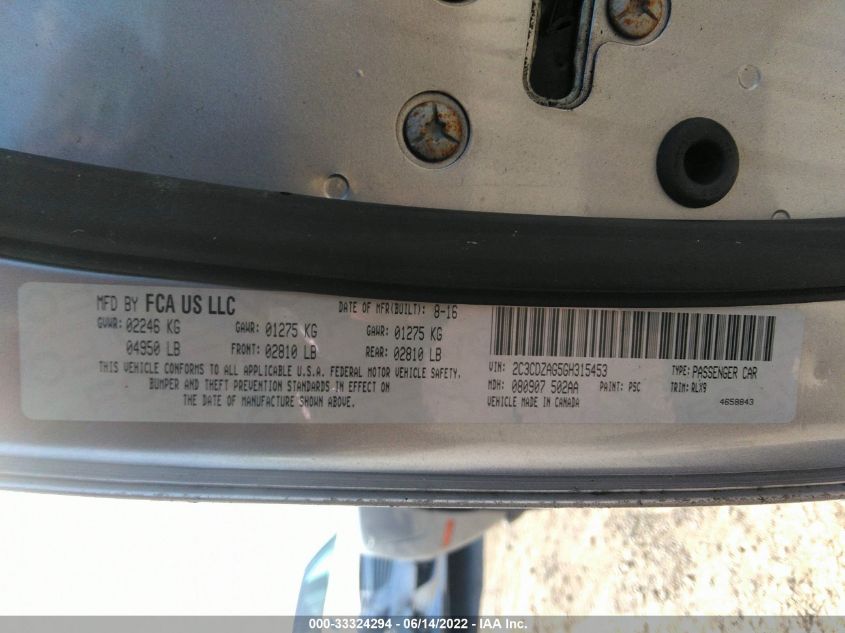 MFD BY FCA US LLC DATE OF MFR(BUILT): 8-16
GVWR: 02246 KG GAWR: 01275 KG GAWR: 01275 KG
04950 LB FRONT: 02810 LB REAR: 02810 LB
THIS VEHICLE CONFORMS TO ALL APPLICABLE U.S.A. FEDERAL MOTOR VEHICLE SAFETY,
BUMPER AND THEFT PREVENTION STANDARDS IN EFFECT ON
THE DATE OF MANUFACTURE SHOWN ABOVE.
VIN: 2C3CDZAG5GH315453 TYPE: PASSENGER CAR
MDH: 080907 502AA PAINT: PSC TRIM: RLX9
VEHICLE MADE IN CANADA 4658843
000-33324294 - 06/14/2022 - IAA Inc.